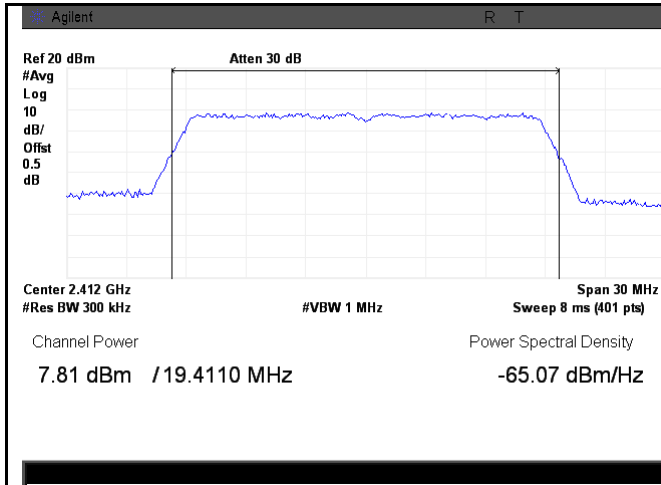 Agilent R T
Ref 20 dBm Atten 30 dB
#Avg
Log
10
dB/
Offst
0.5
dB
Center 2.412 GHz Span 30 MHz
#Res BW 300 kHz #VBW 1 MHz Sweep 8 ms (401 pts)
Channel Power Power Spectral Density
7.81 dBm / 19.4110 MHz -65.07 dBm/Hz